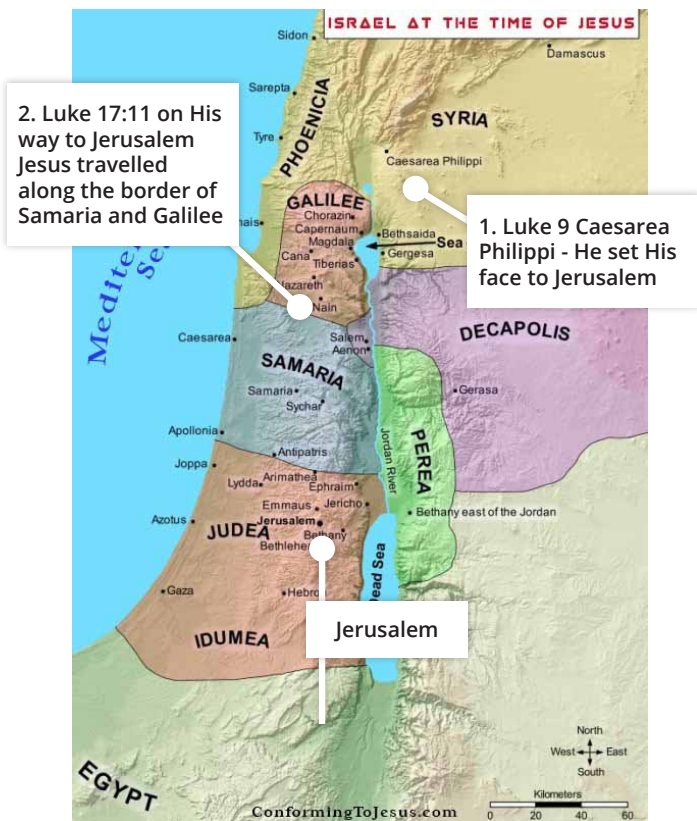 ISRAEL AT THE TIME OF JESUS
Sidon
Damascus
Sarepta
2. Luke 17:11 on His
way to Jerusalem
Jesus travelled
along the border of
Samaria and Galilee
PHOENICIA
SYRIA
Tyre
Caesarea Philippi
1. Luke 9 Caesarea
Philippi - He set His
face to Jerusalem
GALILEE
Chorazin
Capernaum
Bethsaida
Magdala
Sea
Cana
Gergesa
Tiberias
Nain
DECAPOLIS
Caesarea
Salem
Aenon
SAMARIA
Samaria
Sychar
Gerasa
Apollonia
Antipatris
Jordan River
PEREA
Joppa
Lydda
Arimathea
Ephraim
Emmaus
Jericho
Bethany east of the Jordan
Azotus
Jerusalem
JUDEA
Bethany
Gaza
Jerusalem
IDUMEA
North
West
East
South
EGYPT
Kilometers
0 20 40 60
ConformingToJesus.com